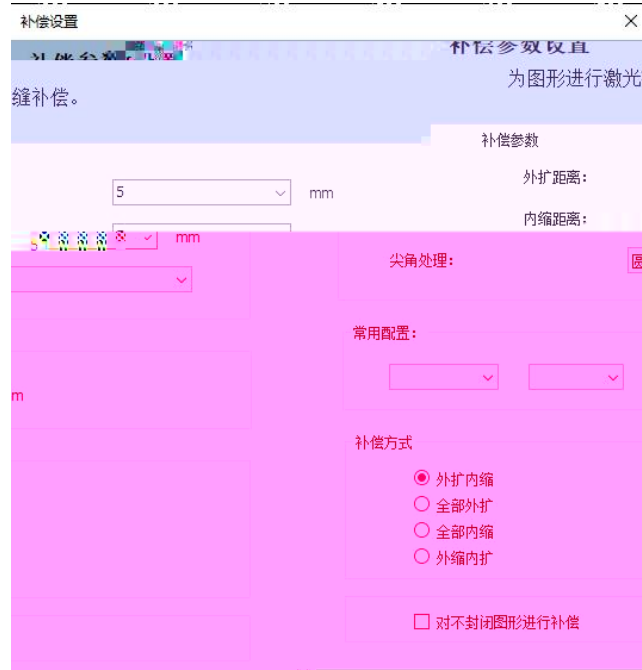 补偿设置
补偿参数设置
为图形进行激光
缝补偿。
补偿参数
外扩距离：
5 mm
内缩距离：
mm
尖角处理：
圆
常用配置：
m
补偿方式
外扩内缩
全部外扩
全部内缩
外缩内扩
对不封闭图形进行补偿